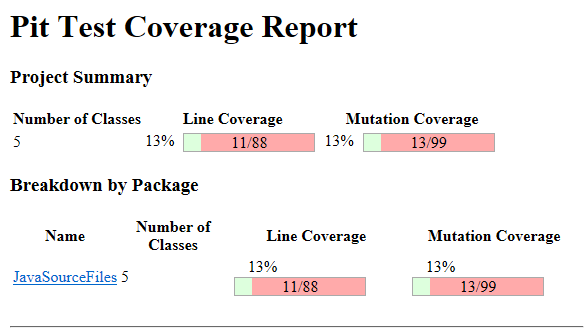 Pit Test Coverage Report
Project Summary
Number of Classes Line Coverage Mutation Coverage
5 13% 11/88 13% 13/99
Breakdown by Package
Name Number of Classes Line Coverage Mutation Coverage
JavaSourceFiles 5 13% 11/88 13% 13/99